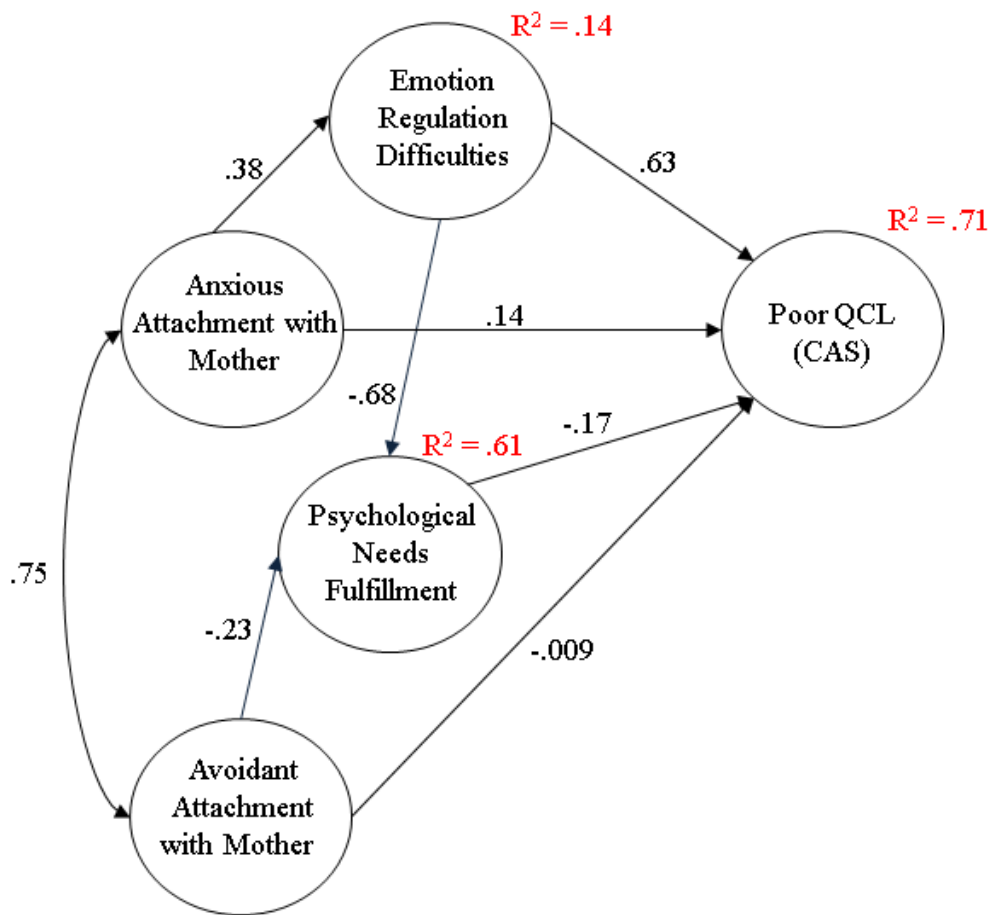 R² = .14
Emotion
Regulation
Difficulties
.38
.63
R² = .71
Anxious
Attachment with
Mother
.14
Poor QCL
(CAS)
-.68
-.17
R² = .61
Psychological
Needs
Fulfillment
.75
-.23
-.009
Avoidant
Attachment
with Mother